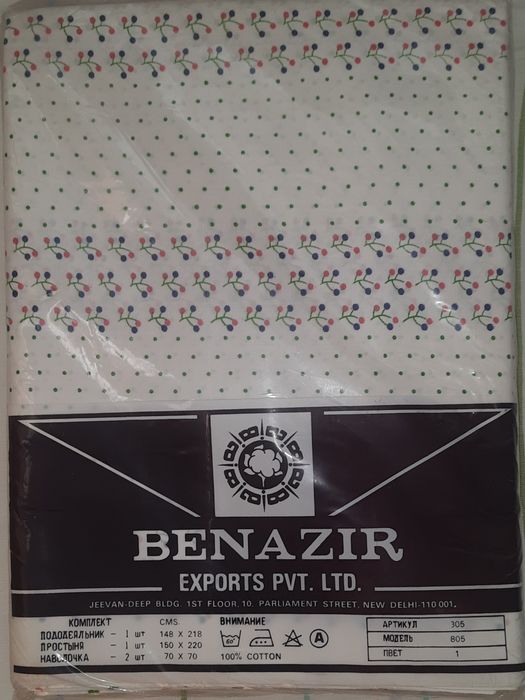 BENAZIR
EXPORTS PVT. LTD.
JEEVAN-DEEP BLDG. 1ST FLOOR, 10, PARLIAMENT STREET, NEW DELHI-110 001.
КОМПЛЕКТ CMS. ВНИМАНИЕ АРТИКУЛ 305
ПОДОДЕЯЛЬНИК – 1 шт 148 X 218 60° A МОДЕЛЬ 805
ПРОСТЫНЯ – 1 шт 150 X 220
НАВОЛОЧКА – 2 шт 70 X 70 100% COTTON ПВЕТ 1